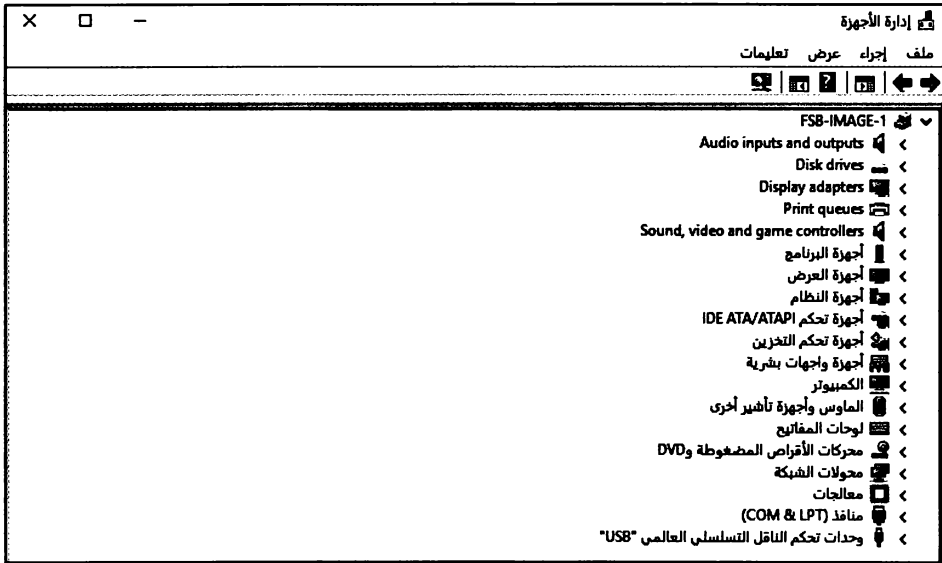 إدارة الأجهزة
ملف إجراء عرض تعليمات
FSB-IMAGE-1
Audio inputs and outputs
Disk drives
Display adapters
Print queues
Sound, video and game controllers
أجهزة البرنامج
أجهزة العرض
أجهزة النظام
أجهزة تحكم IDE ATA/ATAPI
أجهزة تحكم التخزين
أجهزة واجهات بشرية
الكمبيوتر
الماوس وأجهزة تأشير أخرى
لوحات المفاتيح
محركات الأقراص المضغوطة وDVD
محولات الشبكة
معالجات
منافذ (COM & LPT)
وحدات تحكم الناقل التسلسلي العالمي "USB"